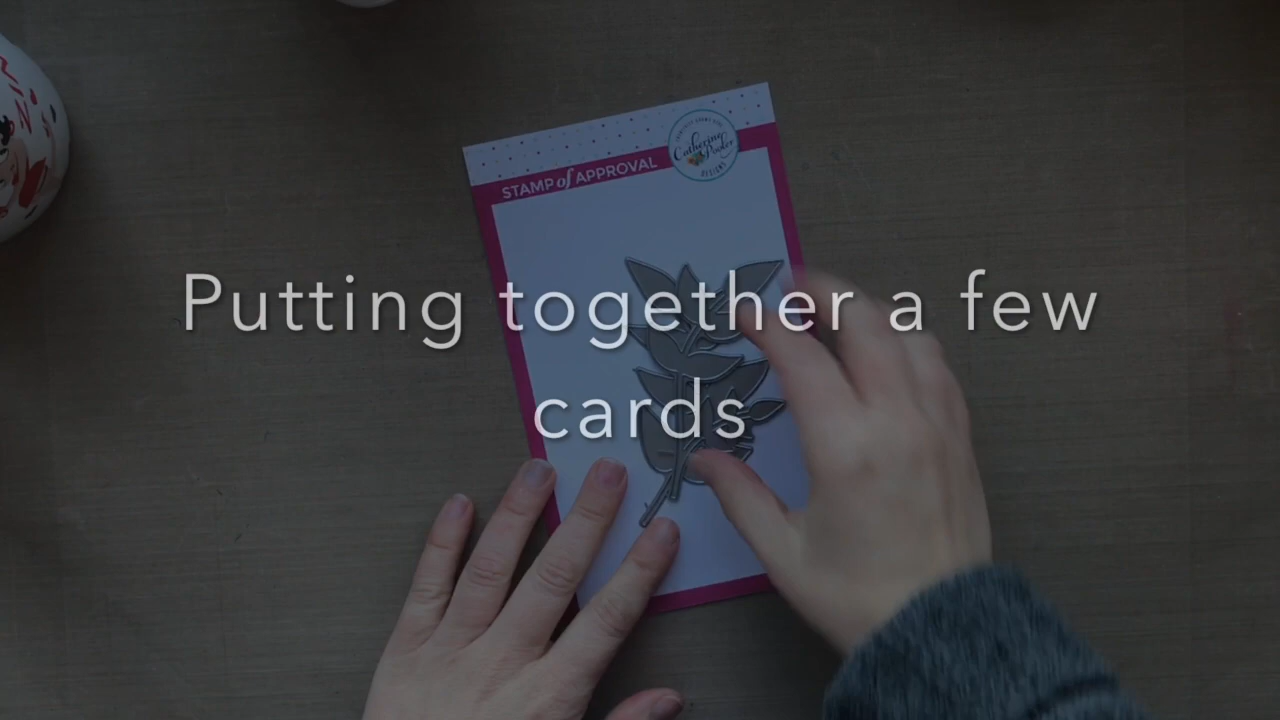 STAMP of APPROVAL
Catherine Pooler
DESIGNS
Putting together a few
cards